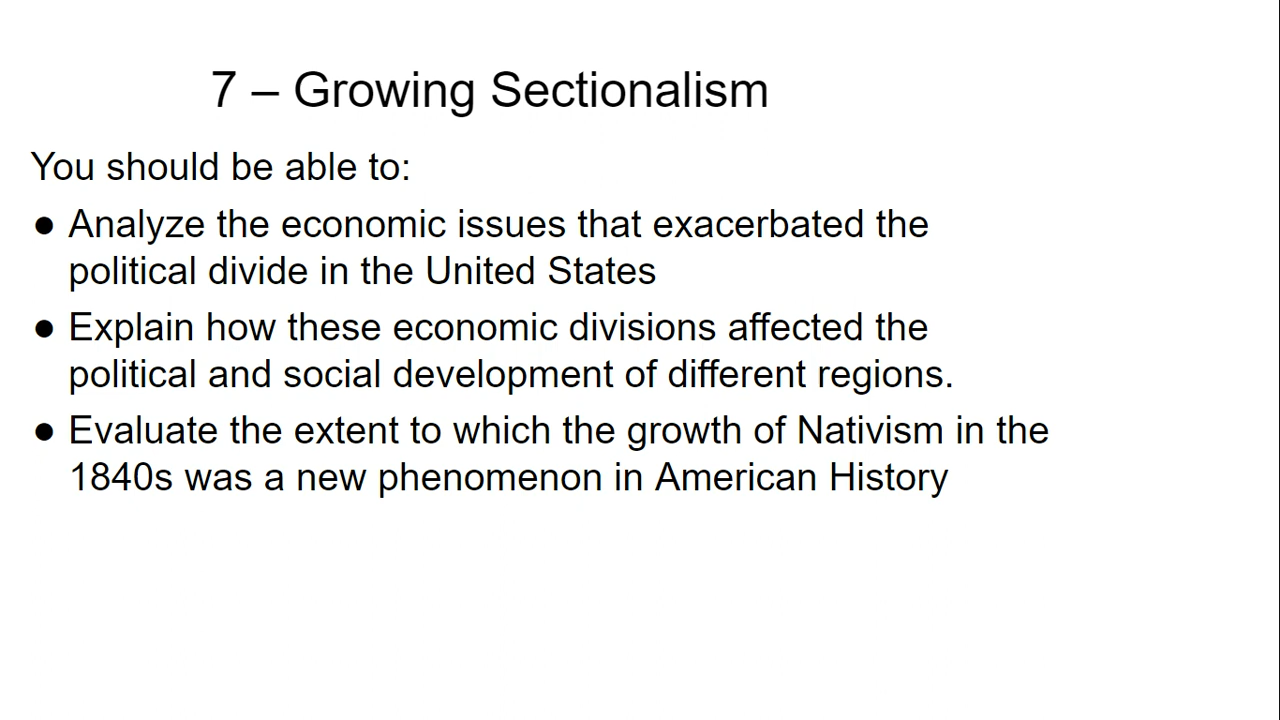 7 – Growing Sectionalism
You should be able to:
● Analyze the economic issues that exacerbated the
political divide in the United States
● Explain how these economic divisions affected the
political and social development of different regions.
● Evaluate the extent to which the growth of Nativism in the
1840s was a new phenomenon in American History